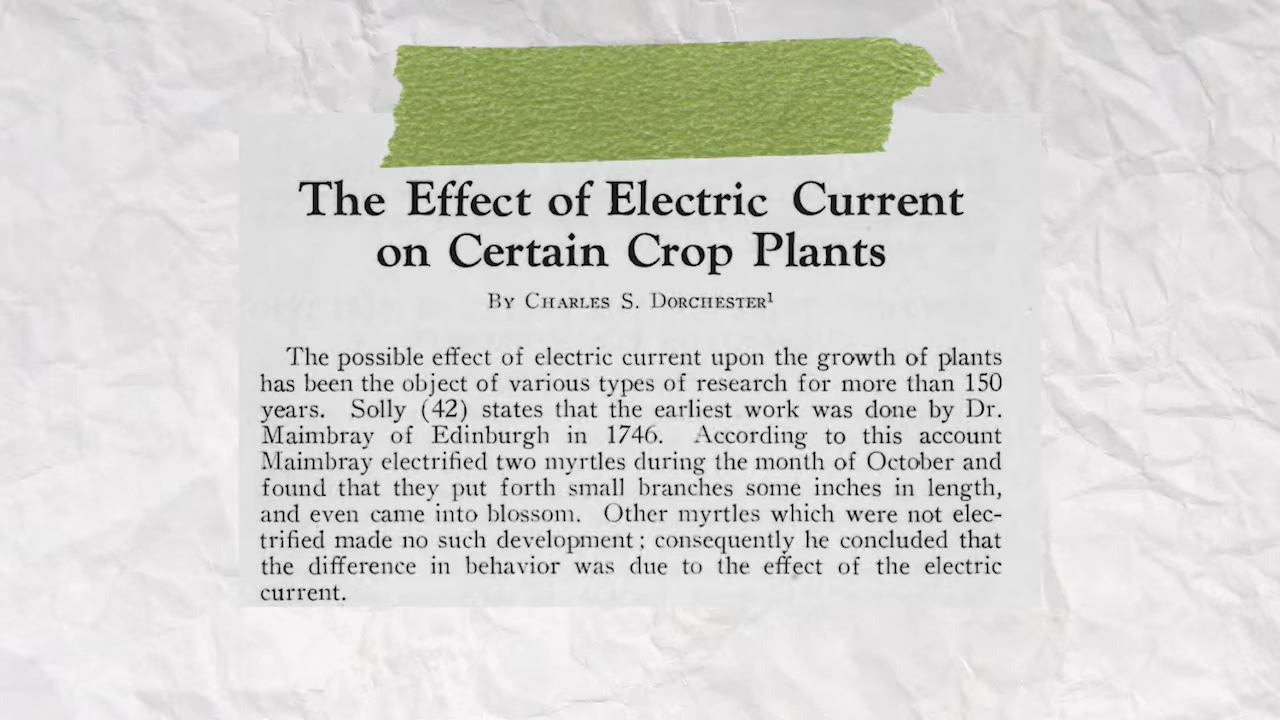 The Effect of Electric Current
on Certain Crop Plants
By Charles S. Dorchester¹
The possible effect of electric current upon the growth of plants
has been the object of various types of research for more than 150
years. Solly (42) states that the earliest work was done by Dr.
Maimbray of Edinburgh in 1746. According to this account
Maimbray electrified two myrtles during the month of October and
found that they put forth small branches some inches in length,
and even came into blossom. Other myrtles which were not elec-
trified made no such development; consequently he concluded that
the difference in behavior was due to the effect of the electric
current.